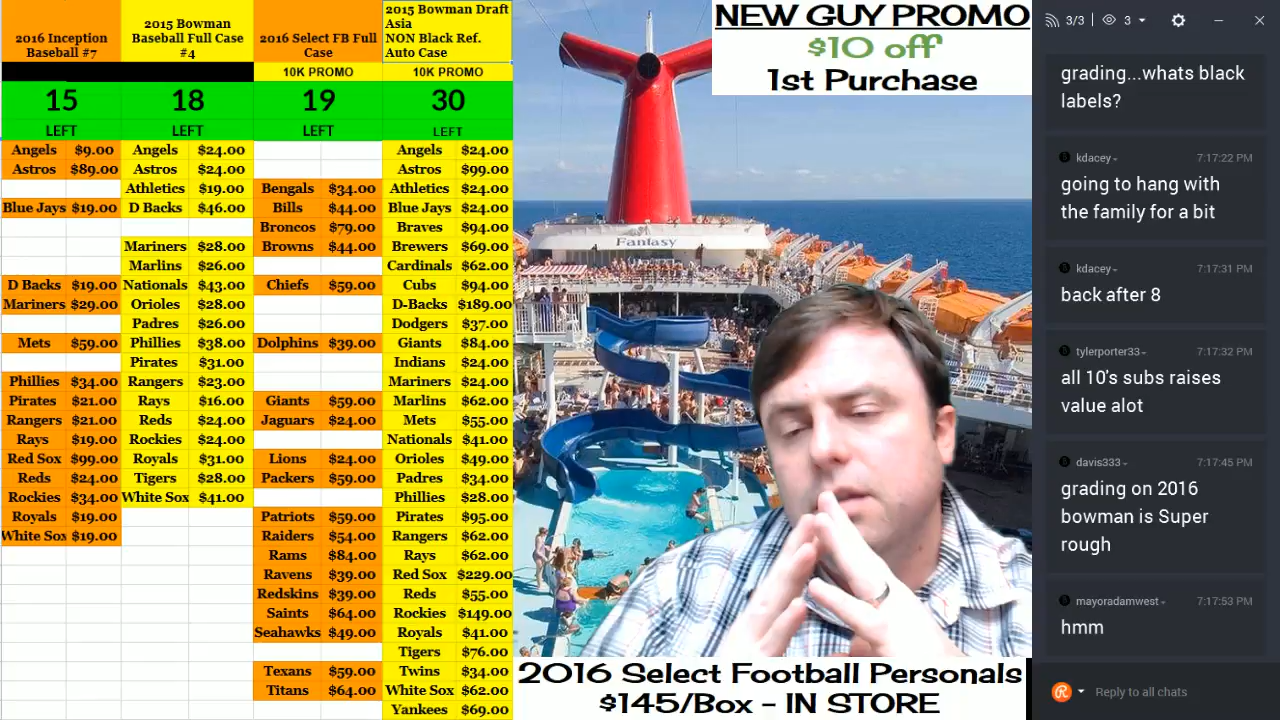 2016 Inception
Baseball #7
15
LEFT
Angels $9.00
Astros $89.00
Blue Jays $19.00
D Backs $19.00
Mariners $29.00
Mets $59.00
Phillies $34.00
Pirates $21.00
Rangers $21.00
Rays $19.00
Red Sox $99.00
Reds $24.00
Rockies $34.00
Royals $19.00
White Sox $19.00
2015 Bowman
Baseball Full Case
#4
18
LEFT
Angels $24.00
Astros $24.00
Athletics $19.00
D Backs $46.00
Mariners $28.00
Marlins $26.00
Nationals $43.00
Orioles $28.00
Padres $26.00
Phillies $38.00
Pirates $31.00
Rangers $23.00
Rays $16.00
Reds $24.00
Rockies $24.00
Royals $31.00
Tigers $28.00
White Sox $41.00
2016 Select FB Full
Case
10K PROMO
19
LEFT
Bengals $34.00
Bills $44.00
Broncos $79.00
Browns $44.00
Chiefs $59.00
Dolphins $39.00
Giants $59.00
Jaguars $24.00
Lions $24.00
Packers $59.00
Patriots $59.00
Raiders $54.00
Rams $84.00
Ravens $39.00
Redskins $39.00
Saints $64.00
Seahawks $49.00
Texans $59.00
Titans $64.00
2015 Bowman Draft
Asia
NON Black Ref.
Auto Case
10K PROMO
30
LEFT
Angels $24.00
Astros $99.00
Athletics $24.00
Blue Jays $24.00
Braves $94.00
Brewers $69.00
Cardinals $62.00
Cubs $94.00
D-Backs $189.00
Dodgers $37.00
Giants $84.00
Indians $24.00
Mariners $24.00
Marlins $62.00
Mets $55.00
Nationals $41.00
Orioles $49.00
Padres $34.00
Phillies $28.00
Pirates $95.00
Rangers $62.00
Rays $62.00
Red Sox $229.00
Reds $55.00
Rockies $149.00
Royals $41.00
Tigers $76.00
Twins $34.00
White Sox $62.00
Yankees $69.00
NEW GUY PROMO
$10 off
1st Purchase
Fantasy
2016 Select Football Personals
$145/Box - IN STORE
3/3 | 3
grading...whats black
labels?
kdacey 7:17:22 PM
going to hang with
the family for a bit
kdacey 7:17:31 PM
back after 8
tylerporter33 7:17:32 PM
all 10's subs raises
value alot
davis333 7:17:45 PM
grading on 2016
bowman is Super
rough
mayoradamwest 7:17:53 PM
hmm
Reply to all chats